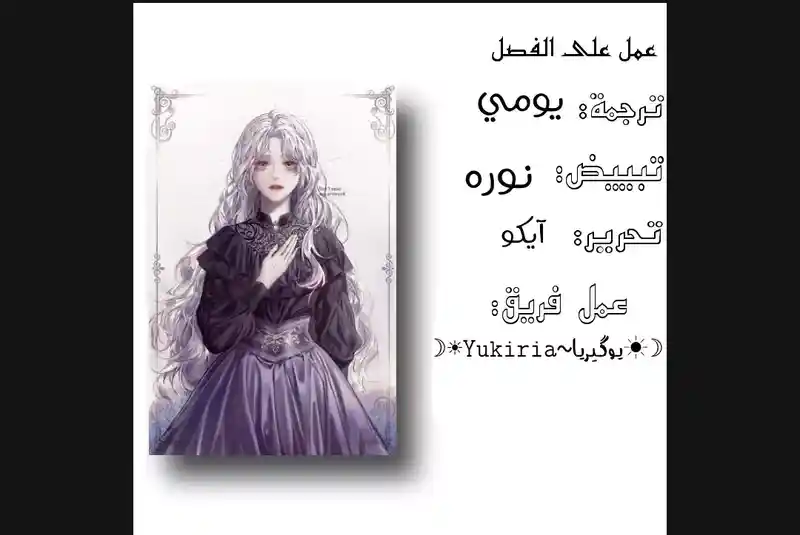 عمل على الفصل
ترجمة: يومي
تبييض: نوره
تحرير: آيكو
عمل فريق:
☽☀يوگيريا~Yukiria☀☽